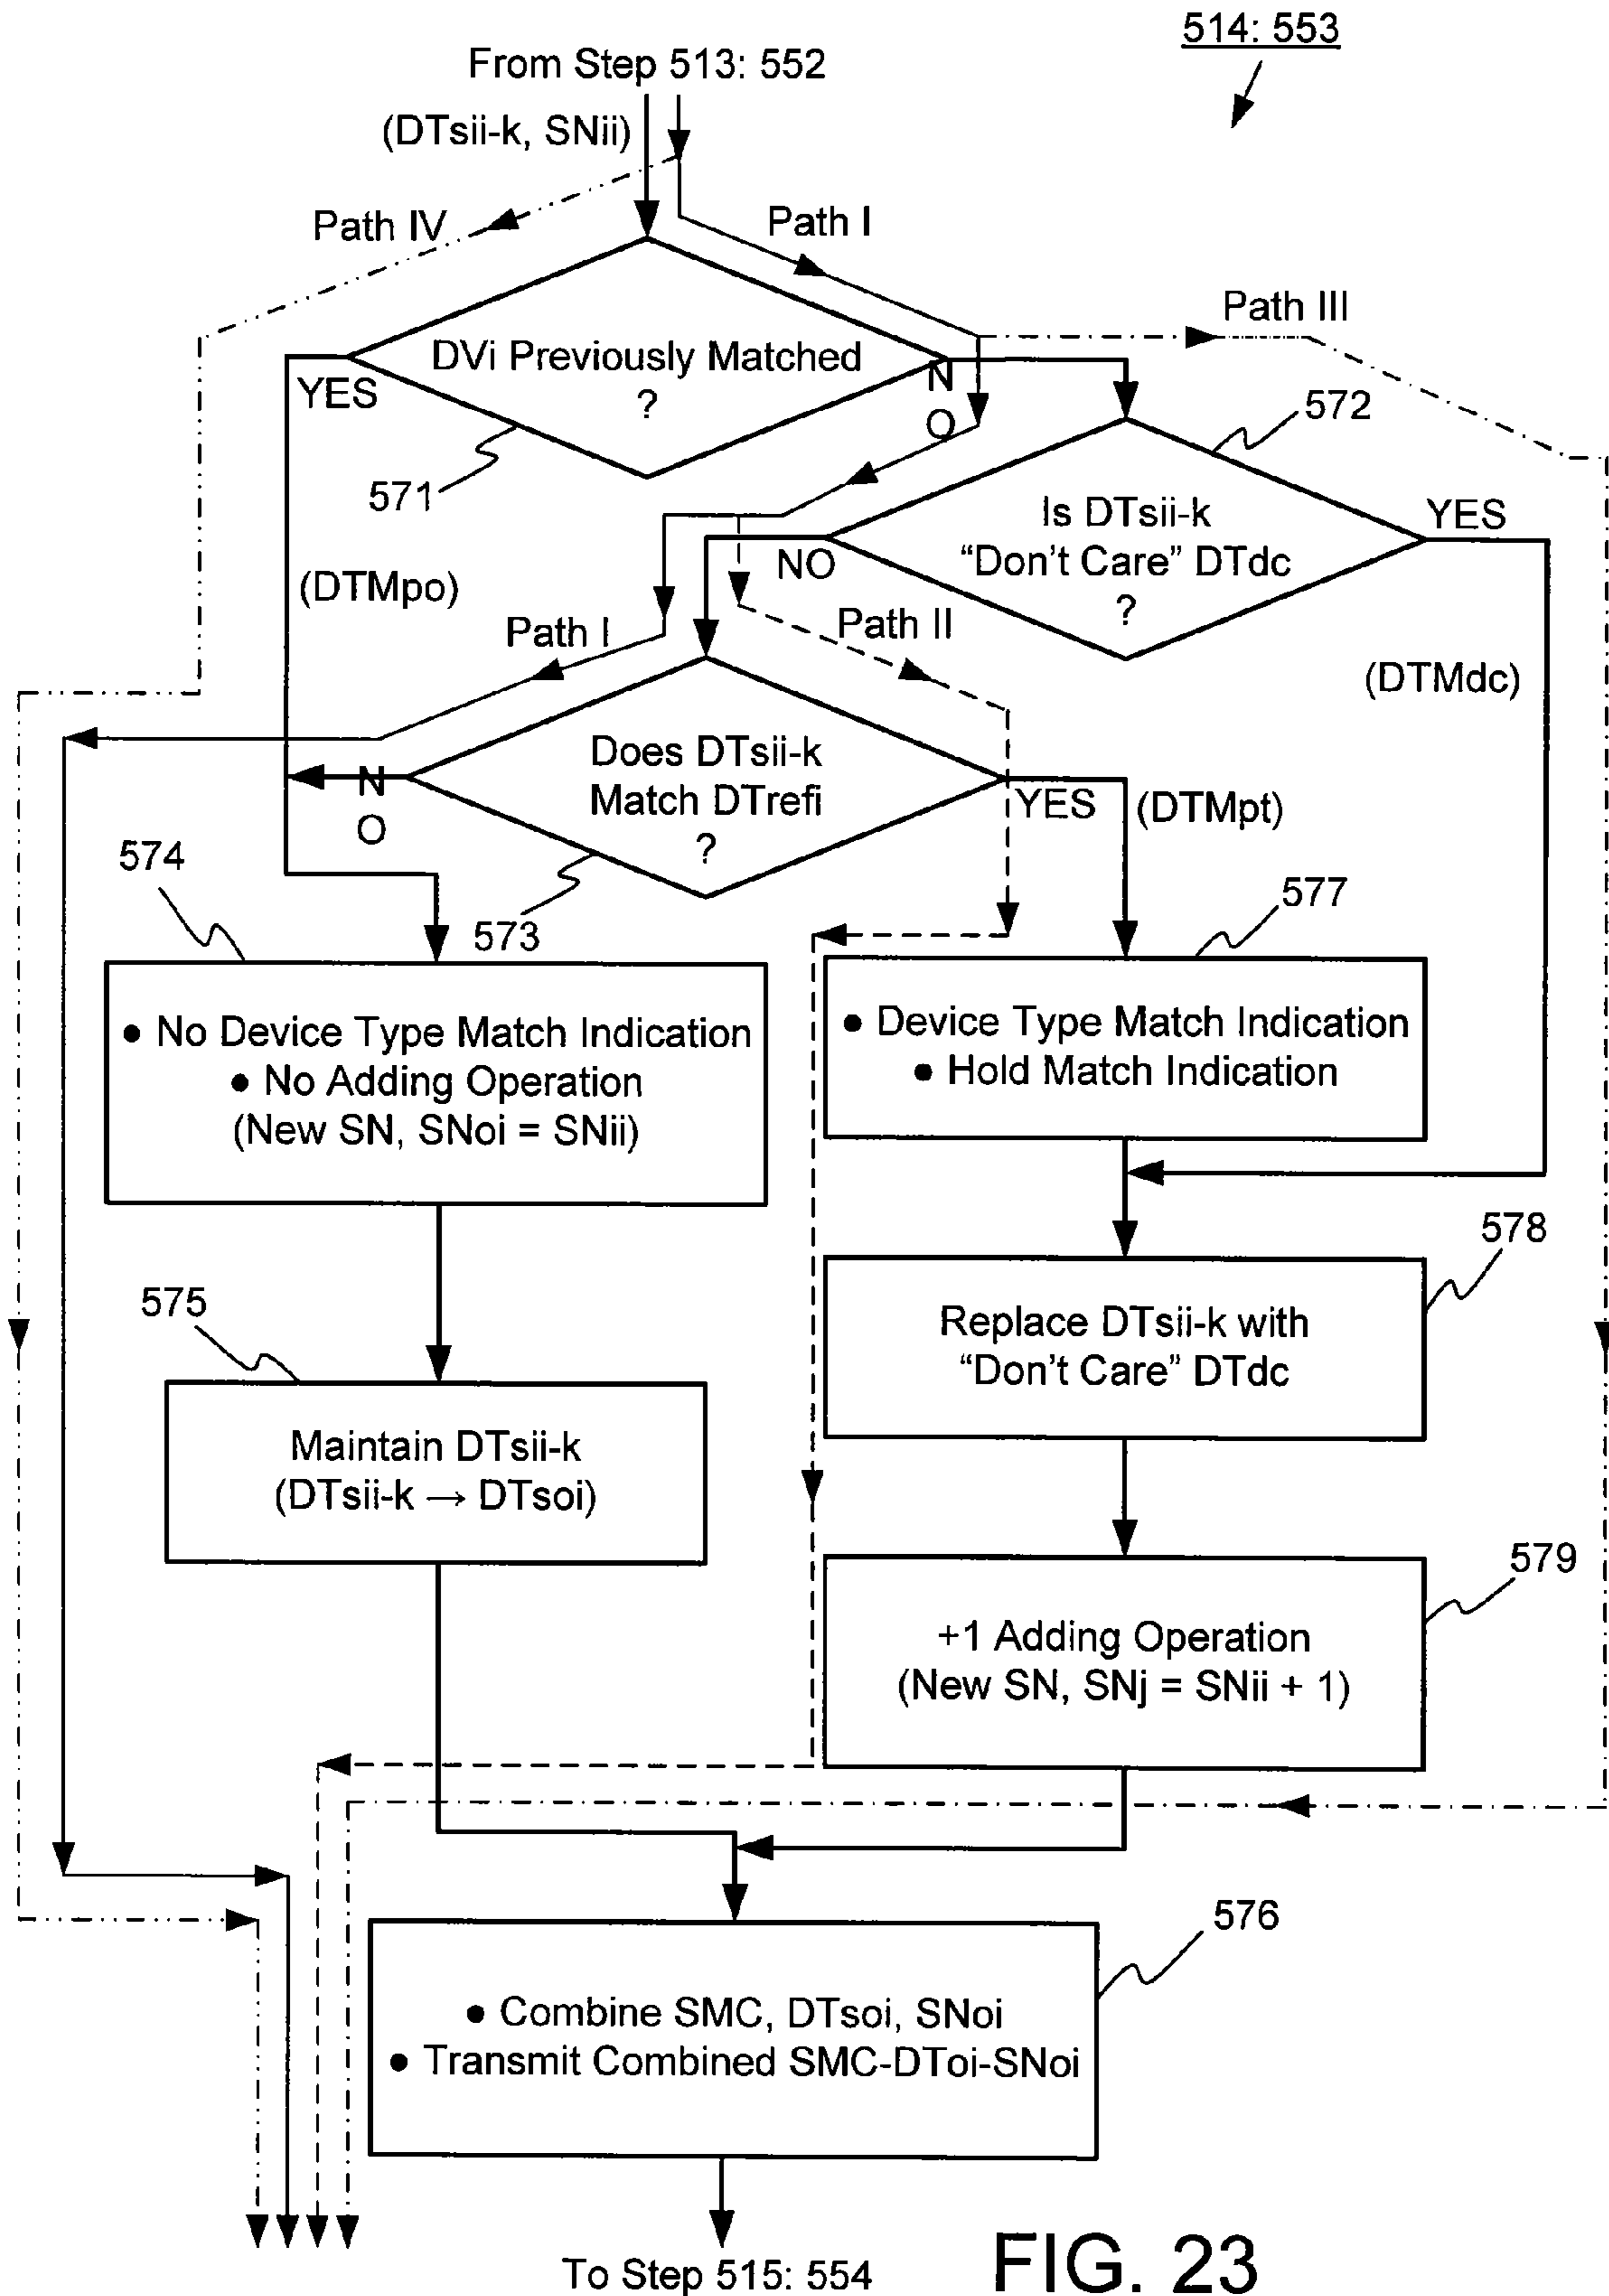 514: 553
From Step 513: 552
(DTsii-k, SNii)
Path IV
Path I
Path III
DVi Previously Matched
?
YES
N
O
571
572
Is DTsii-k
“Don't Care” DTdc
?
YES
NO
(DTMpo)
Path I
Path II
(DTMdc)
Does DTsii-k
Match DTrefi
?
N
O
YES
(DTMpt)
574
573
577
● No Device Type Match Indication
● No Adding Operation
(New SN, SNoi = SNii)
● Device Type Match Indication
● Hold Match Indication
578
575
Replace DTsii-k with
“Don't Care” DTdc
Maintain DTsii-k
(DTsii-k → DTsoi)
579
+1 Adding Operation
(New SN, SNj = SNii + 1)
576
● Combine SMC, DTsoi, SNoi
● Transmit Combined SMC-DToi-SNoi
To Step 515: 554
FIG. 23